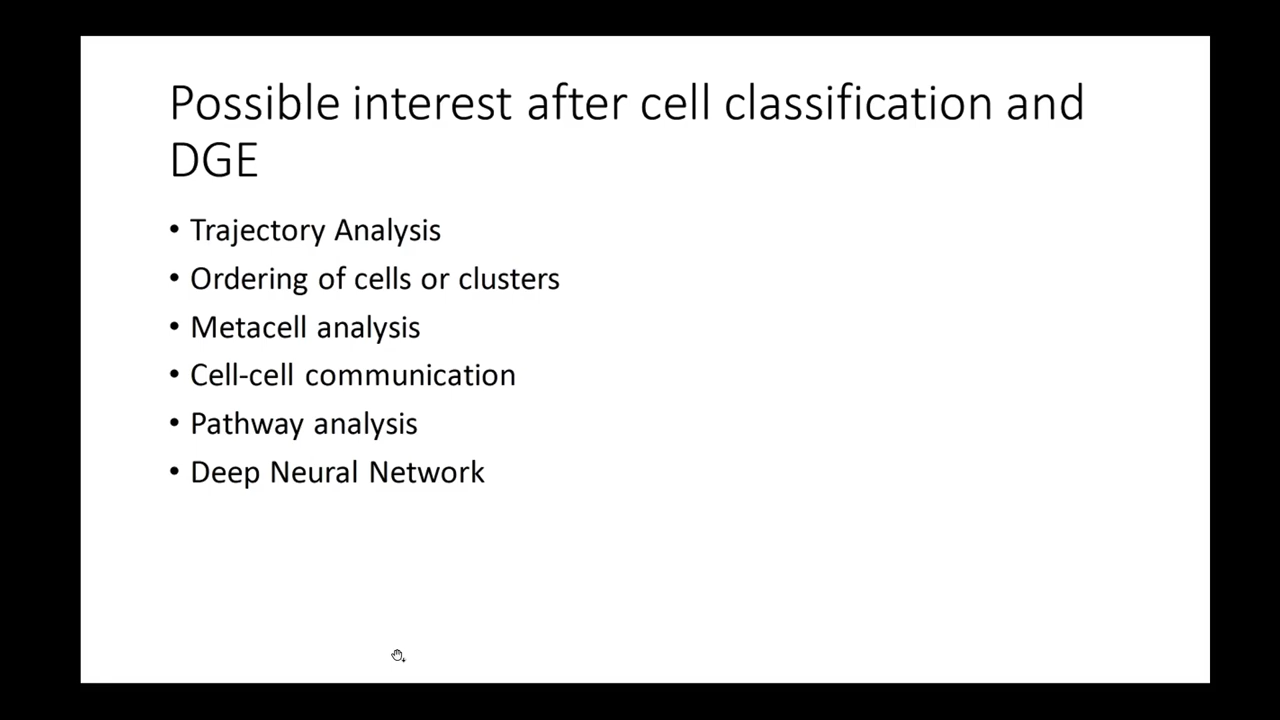 Possible interest after cell classification and
DGE
• Trajectory Analysis
• Ordering of cells or clusters
• Metacell analysis
• Cell-cell communication
• Pathway analysis
• Deep Neural Network